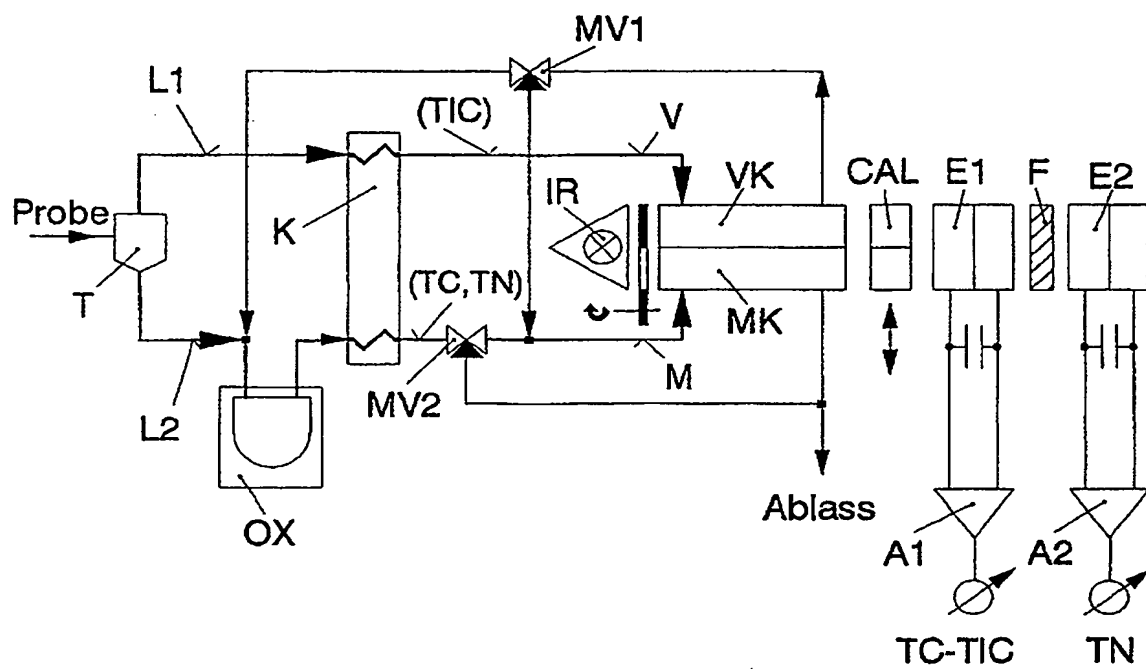 MV1
L1
(TIC)
V
Probe
K
IR
VK
CAL
E1
F
E2
T
(TC,TN)
MK
L2
MV2
M
OX
Ablass
A1
A2
TC-TIC
TN